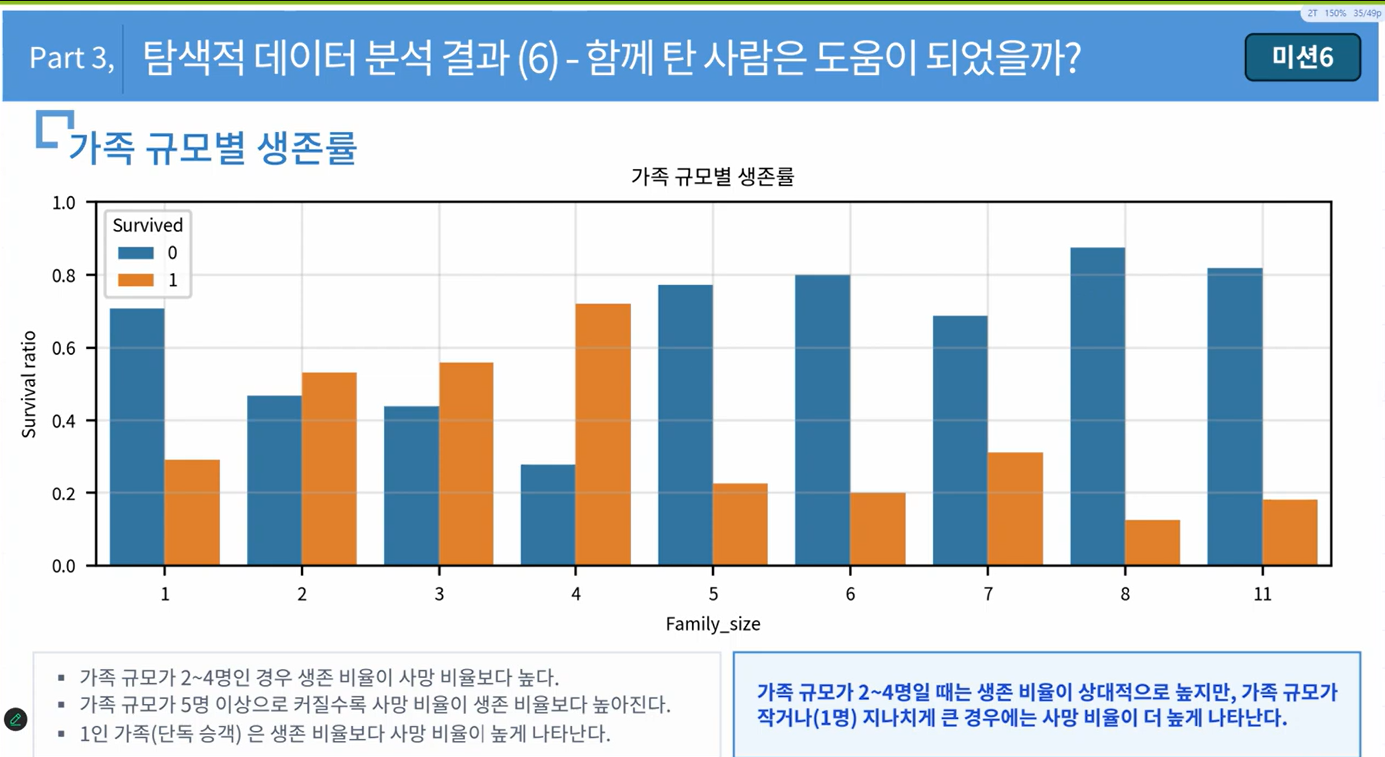 2T 150% 35/49p
Part 3, 탐색적 데이터 분석 결과 (6) - 함께 탄 사람은 도움이 되었을까?
미션6
가족 규모별 생존률
가족 규모별 생존률
Survived
0
1
1.0
0.8
0.6
0.4
0.2
0.0
Survival ratio
1 2 3 4 5 6 7 8 11
Family_size
▪ 가족 규모가 2~4명인 경우 생존 비율이 사망 비율보다 높다.
▪ 가족 규모가 5명 이상으로 커질수록 사망 비율이 생존 비율보다 높아진다.
▪ 1인 가족(단독 승객) 은 생존 비율보다 사망 비율이 높게 나타난다.
가족 규모가 2~4명일 때는 생존 비율이 상대적으로 높지만, 가족 규모가
작거나(1명) 지나치게 큰 경우에는 사망 비율이 더 높게 나타난다.